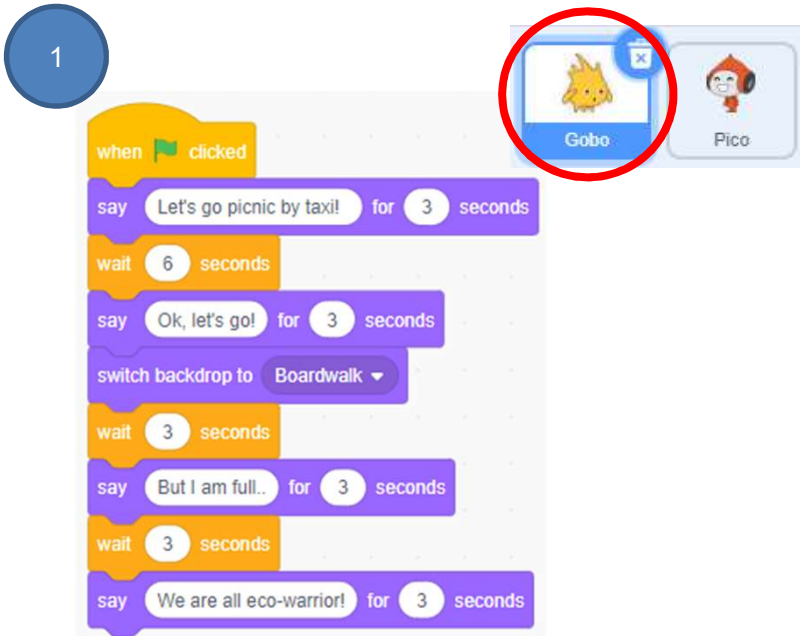 1
Gobo
Pico
when clicked
say Let's go picnic by taxi! for 3 seconds
wait 6 seconds
say Ok, let's go! for 3 seconds
switch backdrop to Boardwalk
wait 3 seconds
say But I am full.. for 3 seconds
wait 3 seconds
say We are all eco-warrior! for 3 seconds